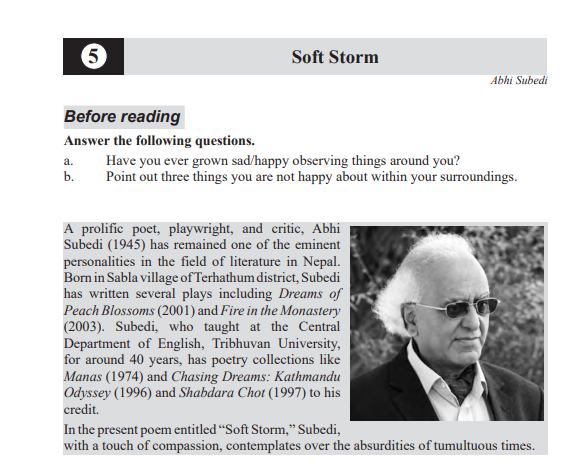 5
Soft Storm
Abhi Subedi
Before reading
Answer the following questions.
a. Have you ever grown sad/happy observing things around you?
b. Point out three things you are not happy about within your surroundings.
A prolific poet, playwright, and critic, Abhi
Subedi (1945) has remained one of the eminent
personalities in the field of literature in Nepal.
Born in Sabla village of Terhathum district, Subedi
has written several plays including Dreams of
Peach Blossoms (2001) and Fire in the Monastery
(2003). Subedi, who taught at the Central
Department of English, Tribhuvan University,
for around 40 years, has poetry collections like
Manas (1974) and Chasing Dreams: Kathmandu
Odyssey (1996) and Shabdara Chot (1997) to his
credit.
In the present poem entitled “Soft Storm,” Subedi,
with a touch of compassion, contemplates over the absurdities of tumultuous times.